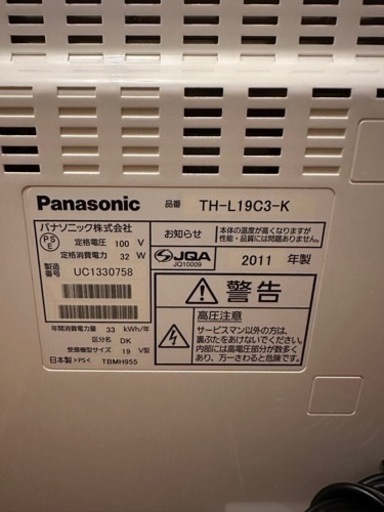 Panasonic 品番 TH-L19C3-K
パナソニック株式会社
PS E 定格電圧 100 V
定格消費電力 32 W
製造番号 UC1330758
お知らせ 本体の温度が高くなりますが
性能・品質には問題ありません。
JQA
JQ10009
2011 年製
年間消費電力量 33 kWh/年
区分名 DK
受信機型サイズ 19 V型
日本製 >PS< TBMH955
警告
高圧注意
サービスマン以外の方は、
裏ぶたをあけないでください。
内部には高電圧部分が数多く
あり、万一さわると危険です。